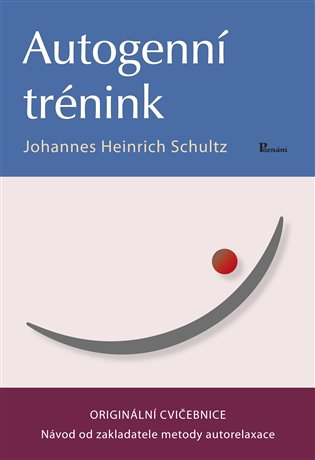 Autogenní
trénink
Johannes Heinrich Schultz
Poznání
ORIGINÁLNÍ CVIČEBNICE
Návod od zakladatele metody autorelaxace